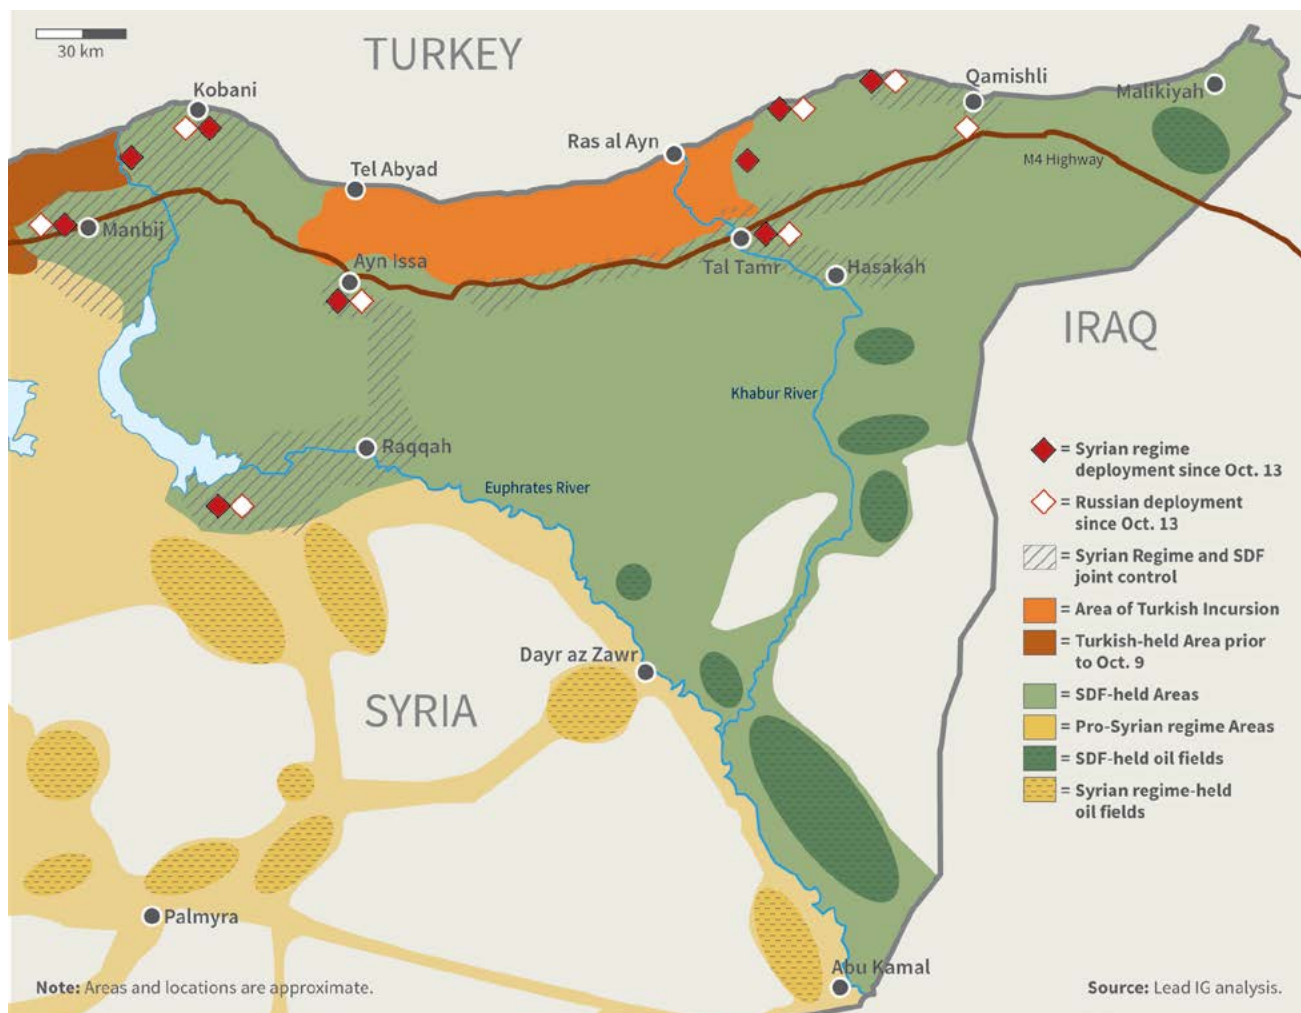 30 km
TURKEY
Kobani
Qamishli
Malikiyah
Ras al Ayn
Tel Abyad
M4 Highway
Manbij
Ayn Issa
Tal Tamr
Hasakah
IRAQ
Khabur River
Raqqah
Euphrates River
= Syrian regime
deployment since Oct. 13
= Russian deployment
since Oct. 13
= Syrian Regime and SDF
joint control
= Area of Turkish Incursion
= Turkish-held Area prior
to Oct. 9
= SDF-held Areas
= Pro-Syrian regime Areas
= SDF-held oil fields
= Syrian regime-held
oil fields
Dayr az Zawr
SYRIA
Palmyra
Abu Kamal
Note: Areas and locations are approximate.
Source: Lead IG analysis.